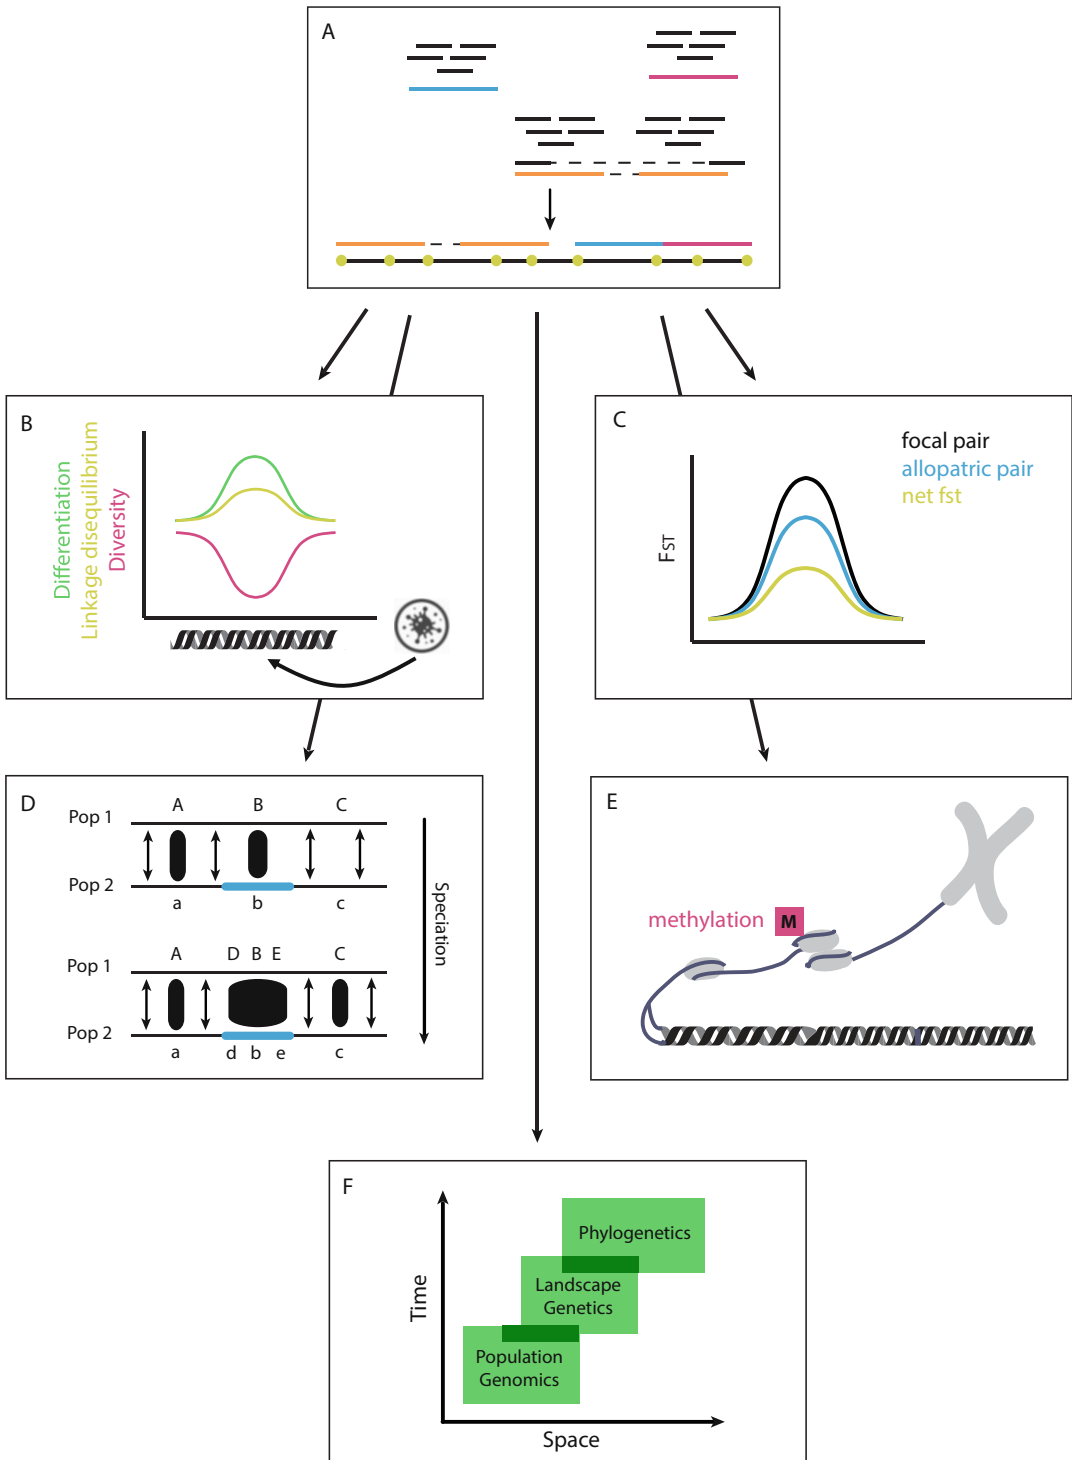 A
B
Differentiation
Linkage disequilibrium
Diversity
C
focal pair
allopatric pair
net fst
FST
D
A B C
Pop 1
Pop 2
a b c
A D B E C
Pop 1
Pop 2
a d b e c
Speciation
E
methylation M
F
Time
Phylogenetics
Landscape
Genetics
Population
Genomics
Space